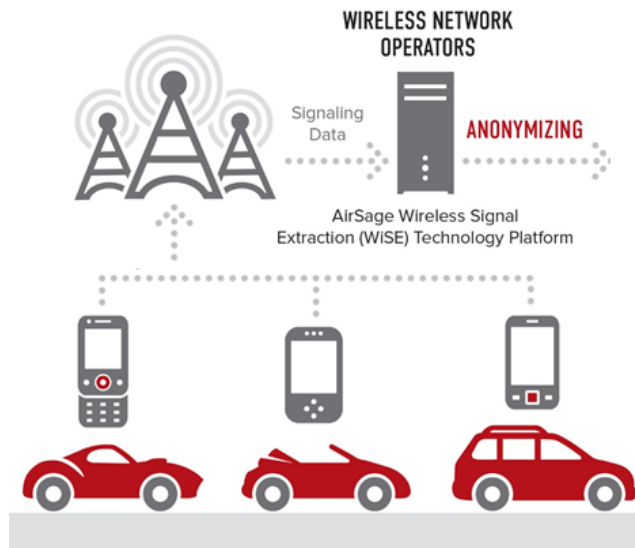 WIRELESS NETWORK
OPERATORS
Signaling
Data
ANONYMIZING
AirSage Wireless Signal
Extraction (WiSE) Technology Platform